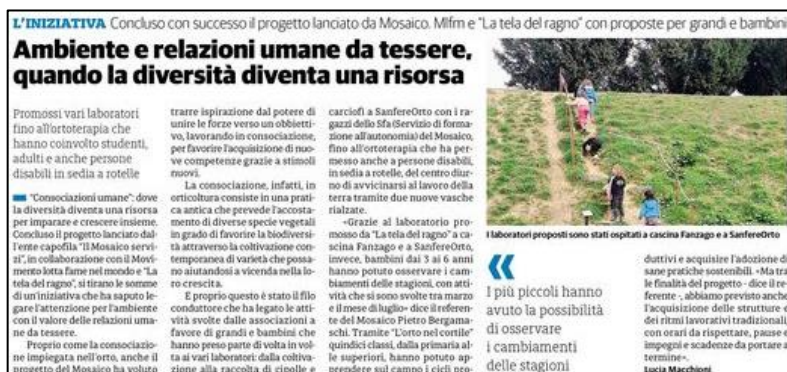 L'INIZIATIVA Concluso con successo il progetto lanciato da Mosaico. Mlfm e "La tela del ragno" con proposte per grandi e bambini
Ambiente e relazioni umane da tessere,
quando la diversità diventa una risorsa
Promossi vari laboratori
fino all'ortoterapia che
hanno coinvolto studenti,
adulti e anche persone
disabili in sedia a rotelle
"Consociazioni umane": dove
la diversità diventa una risorsa
per imparare e crescere insieme.
Concluso il progetto lanciato dal-
l'ente capofila "Il Mosaico servi-
zi", in collaborazione con il Movi-
mento lotta fame nel mondo e "La
tela del ragno", si tirano le somme
di un'iniziativa che ha saputo le-
gare l'attenzione per l'ambiente
con il valore delle relazioni uma-
ne da tessere.
Proprio come la consociazio-
ne impiegata nell'orto, anche il
progetto del Mosaico ha voluto
trarre ispirazione dal potere di
unire le forze verso un obbietti-
vo, lavorando in consociazione,
per favorire l'acquisizione di nuo-
ve competenze grazie a stimoli
nuovi.
La consociazione, infatti, in
orticoltura consiste in una prati-
ca antica che prevede l'accosta-
mento di diverse specie vegetali
in grado di favorire la biodiversi-
tà attraverso la coltivazione con-
temporanea di varietà che possa-
no aiutandosi a vicenda nella lo-
ro crescita.
E proprio questo è stato il filo
conduttore che ha legato le atti-
vità svolte dalle associazioni a
favore di grandi e bambini che
hanno preso parte di volta in vol-
ta ai vari laboratori: dalla coltiva-
zione alla raccolta di cipolle e
carciofi a SanfereOrto con i ra-
gazzi dello Sfa (Servizio di forma-
zione all'autonomia) del Mosaico,
fino all'ortoterapia che ha per-
messo anche a persone disabili,
in sedia a rotelle, del centro diur-
no di avvicinarsi al lavoro della
terra tramite due nuove vasche
rialzate.
«Grazie al laboratorio pro-
mosso da "La tela del ragno" a ca-
scina Fanzago e a SanfereOrto,
invece, bambini dai 3 ai 6 anni
hanno potuto osservare i cam-
biamenti delle stagioni, con atti-
vità che si sono svolte tra marzo
e il mese di luglio» dice il referen-
te del Mosaico Pietro Bergama-
schi. Tramite "L'orto nel cortile"
quindici classi, dalla primaria al-
le superiori, hanno potuto ap-
prendere sul campo i cicli pro-
I laboratori proposti sono stati ospitati a cascina Fanzago e a SanfereOrto
«
I più piccoli hanno
avuto la possibilità
di osservare
i cambiamenti
delle stagioni
duttivi e acquisire l'adozione di
sane pratiche sostenibili. «Ma tra
le finalità del progetto - dice il re-
ferente -, abbiamo previsto anche
l'acquisizione delle strutture e
dei ritmi lavorativi tradizionali,
con orari da rispettare, pause e
impegni e scadenze da portare a
termine».
Lucia Macchioni